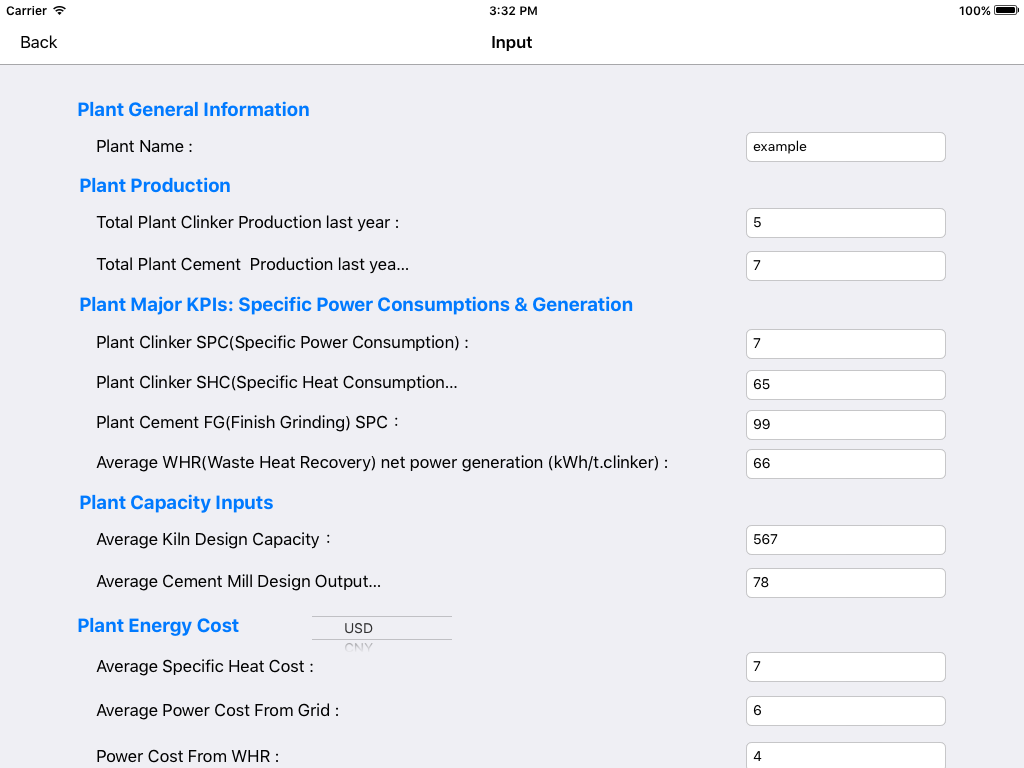 Carrier 3:32 PM 100%
Back Input
Plant General Information
Plant Name : example
Plant Production
Total Plant Clinker Production last year : 5
Total Plant Cement  Production last yea... 7
Plant Major KPIs: Specific Power Consumptions & Generation
Plant Clinker SPC(Specific Power Consumption) : 7
Plant Clinker SHC(Specific Heat Consumption... 65
Plant Cement FG(Finish Grinding) SPC : 99
Average WHR(Waste Heat Recovery) net power generation (kWh/t.clinker) : 66
Plant Capacity Inputs
Average Kiln Design Capacity : 567
Average Cement Mill Design Output... 78
Plant Energy Cost USD
CNY
Average Specific Heat Cost : 7
Average Power Cost From Grid : 6
Power Cost From WHR : 4